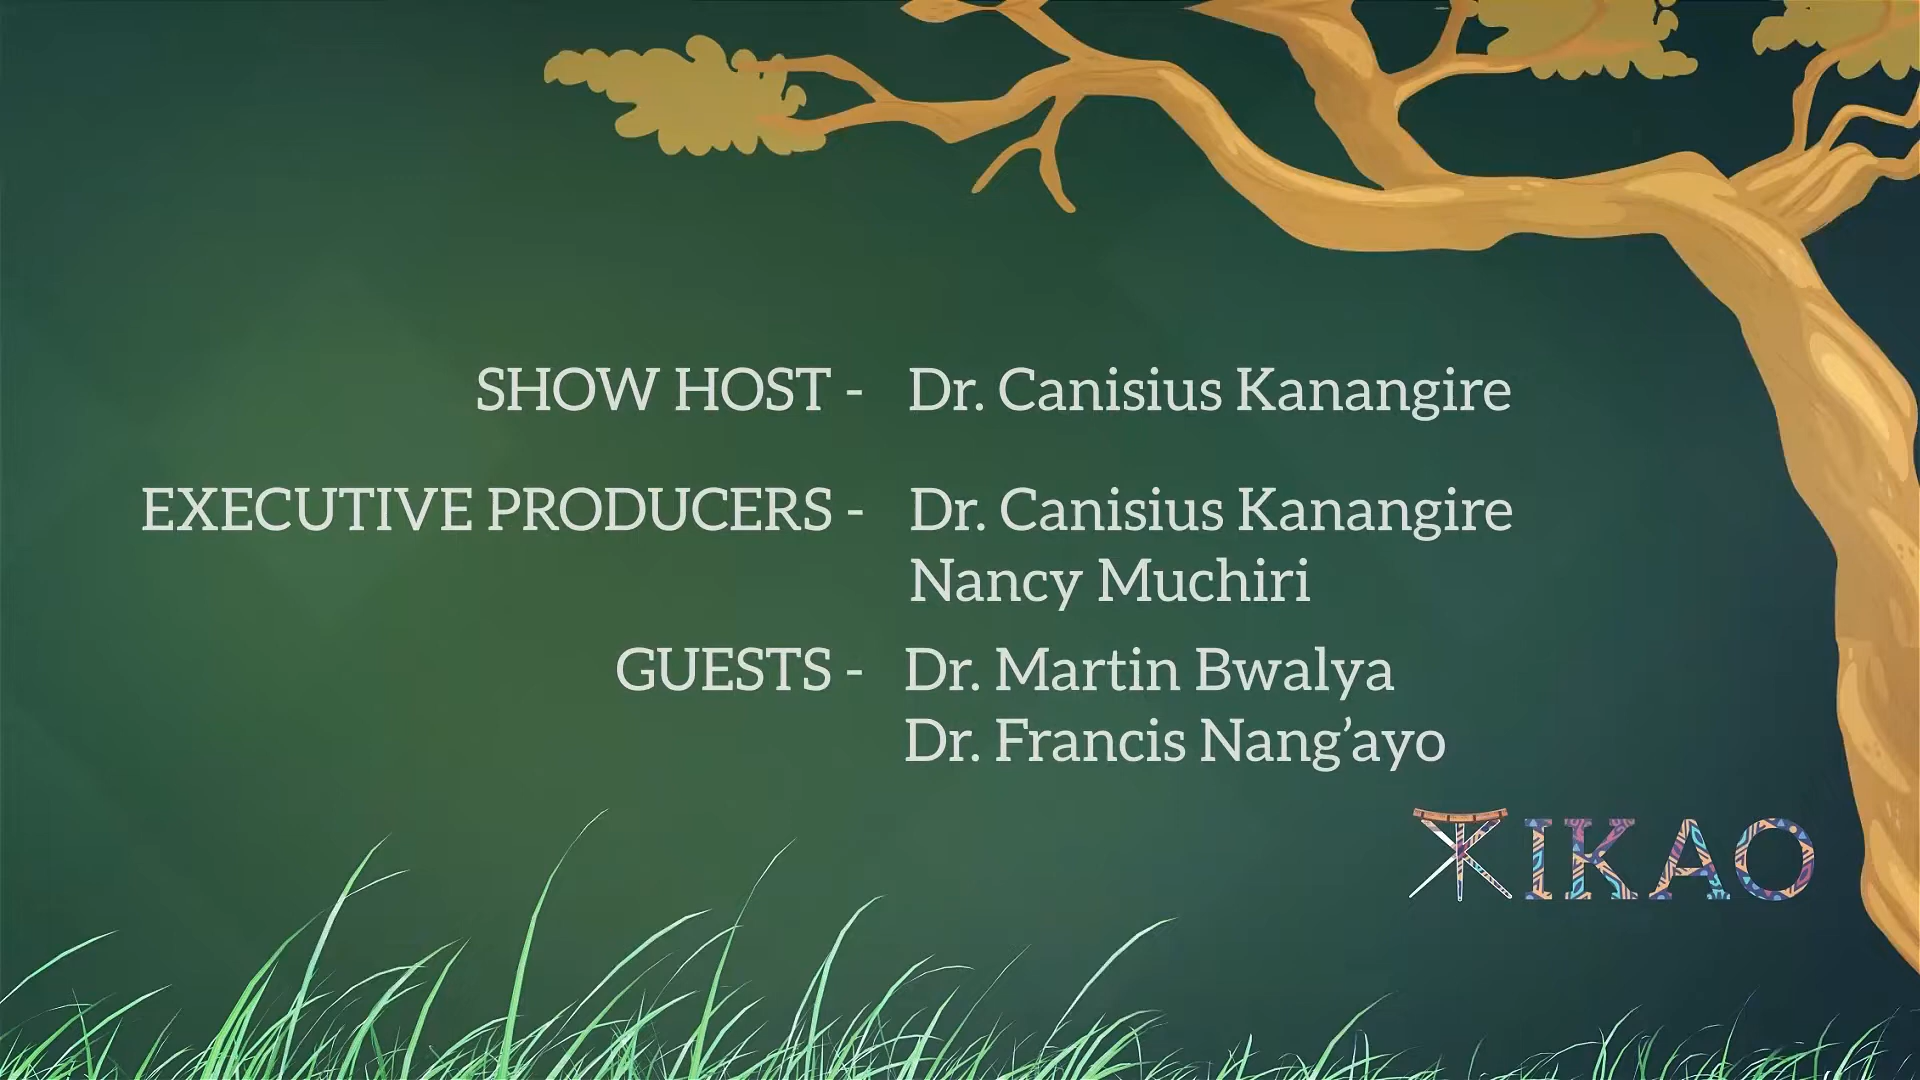 SHOW HOST - Dr. Canisius Kanangire
EXECUTIVE PRODUCERS - Dr. Canisius Kanangire
Nancy Muchiri
GUESTS - Dr. Martin Bwalya
Dr. Francis Nang’ayo
KIKAO